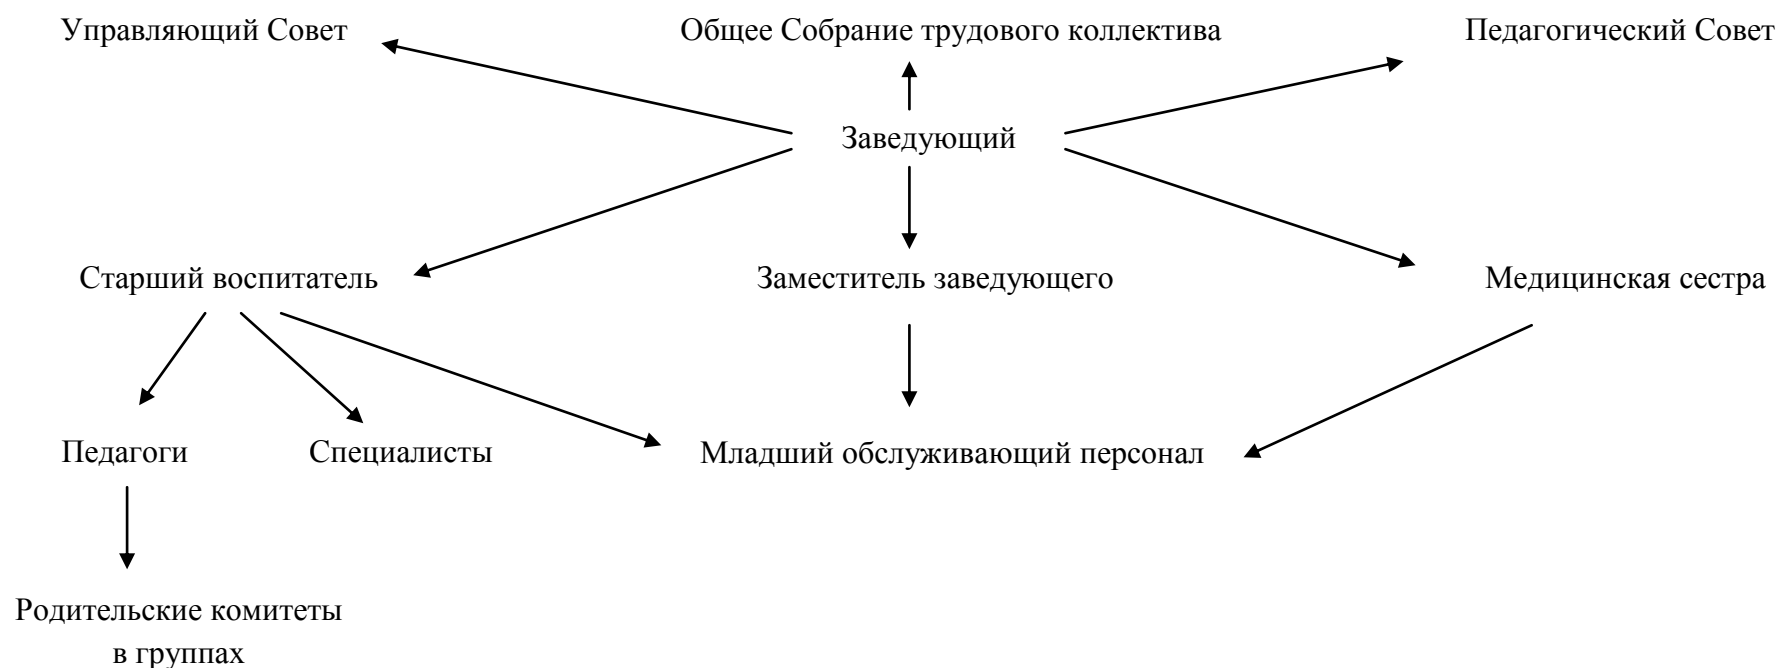 Управляющий Совет
Общее Собрание трудового коллектива
Педагогический Совет
Заведующий
Старший воспитатель
Заместитель заведующего
Медицинская сестра
Педагоги
Специалисты
Младший обслуживающий персонал
Родительские комитеты
в группах